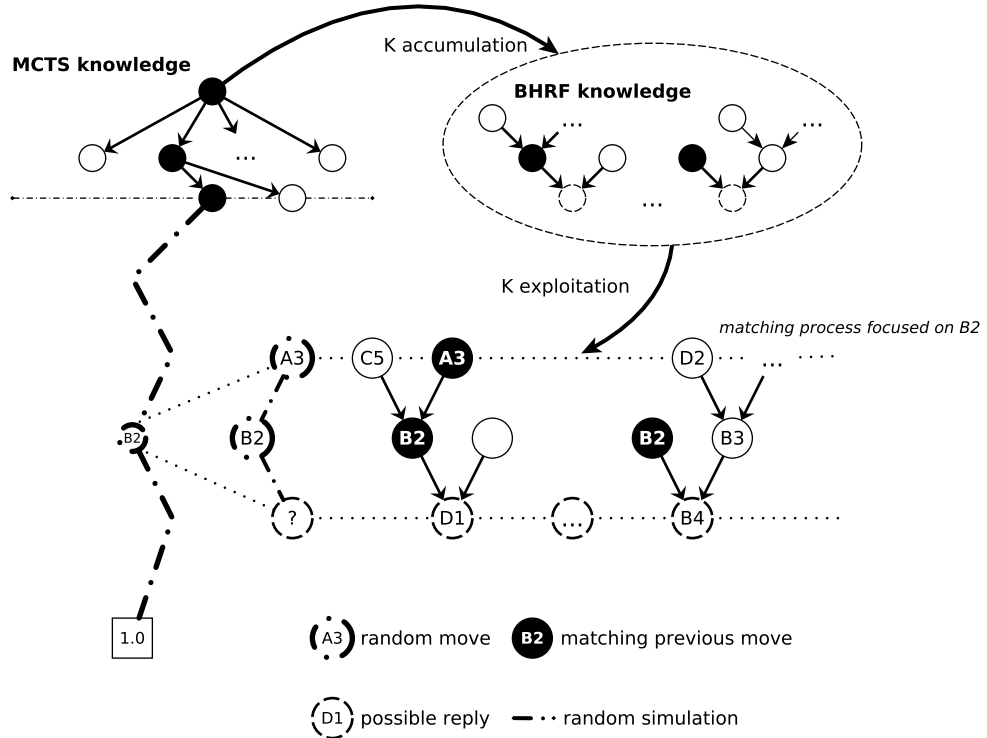 K accumulation
MCTS knowledge
BHRF knowledge
...
...
...
...
K exploitation
matching process focused on B2
A3
C5
A3
D2
...
B2
B2
B2
B2
B3
?
D1
...
B4
1.0
A3 random move
B2 matching previous move
D1 possible reply
random simulation